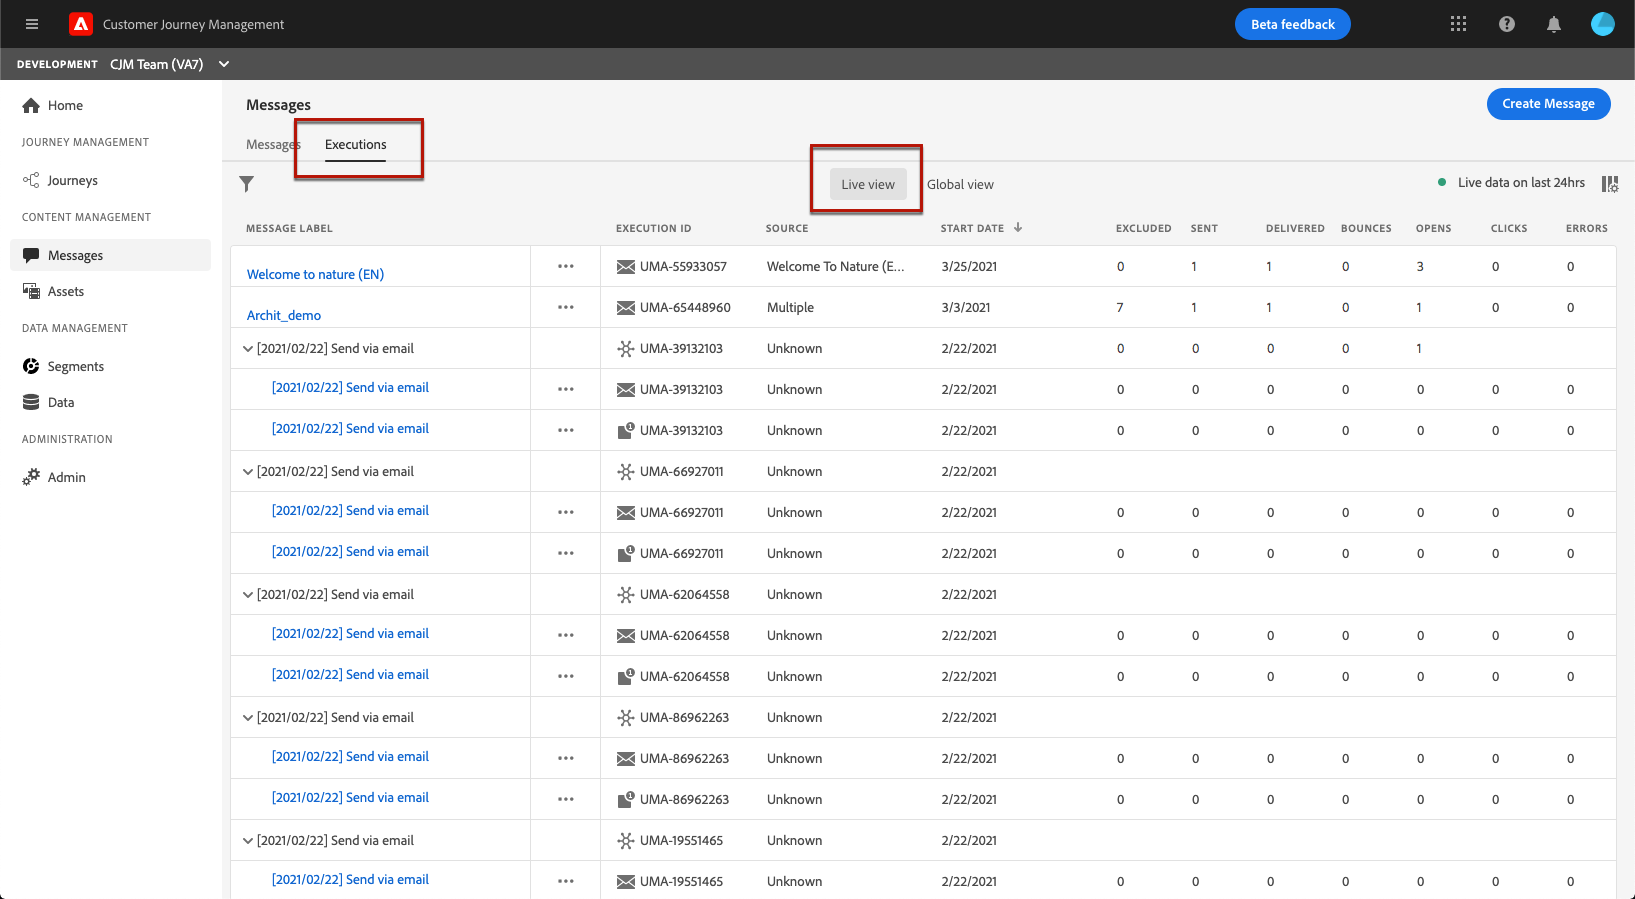 Customer Journey Management
Beta feedback
DEVELOPMENT CJM Team (VA7)
Home
JOURNEY MANAGEMENT
Journeys
CONTENT MANAGEMENT
Messages
Assets
DATA MANAGEMENT
Segments
Data
ADMINISTRATION
Admin
Messages
Create Message
Messages Executions
Live view Global view
Live data on last 24hrs
MESSAGE LABEL EXECUTION ID SOURCE START DATE EXCLUDED SENT DELIVERED BOUNCES OPENS CLICKS ERRORS
Welcome to nature (EN) UMA-55933057 Welcome To Nature (E... 3/25/2021 0 1 1 0 3 0 0
Archit_demo UMA-65448960 Multiple 3/3/2021 7 1 1 0 1 0 0
[2021/02/22] Send via email UMA-39132103 Unknown 2/22/2021 0 0 0 0 1
[2021/02/22] Send via email UMA-39132103 Unknown 2/22/2021 0 0 0 0 0 0 0
[2021/02/22] Send via email 1 UMA-39132103 Unknown 2/22/2021 0 0 0 0 0 0 0
[2021/02/22] Send via email UMA-66927011 Unknown 2/22/2021
[2021/02/22] Send via email UMA-66927011 Unknown 2/22/2021 0 0 0 0 0 0 0
[2021/02/22] Send via email 1 UMA-66927011 Unknown 2/22/2021 0 0 0 0 0 0 0
[2021/02/22] Send via email UMA-62064558 Unknown 2/22/2021
[2021/02/22] Send via email UMA-62064558 Unknown 2/22/2021 0 0 0 0 0 0 0
[2021/02/22] Send via email 1 UMA-62064558 Unknown 2/22/2021 0 0 0 0 0 0 0
[2021/02/22] Send via email UMA-86962263 Unknown 2/22/2021
[2021/02/22] Send via email UMA-86962263 Unknown 2/22/2021 0 0 0 0 0 0 0
[2021/02/22] Send via email 1 UMA-86962263 Unknown 2/22/2021 0 0 0 0 0 0 0
[2021/02/22] Send via email UMA-19551465 Unknown 2/22/2021
[2021/02/22] Send via email UMA-19551465 Unknown 2/22/2021 0 0 0 0 0 0 0